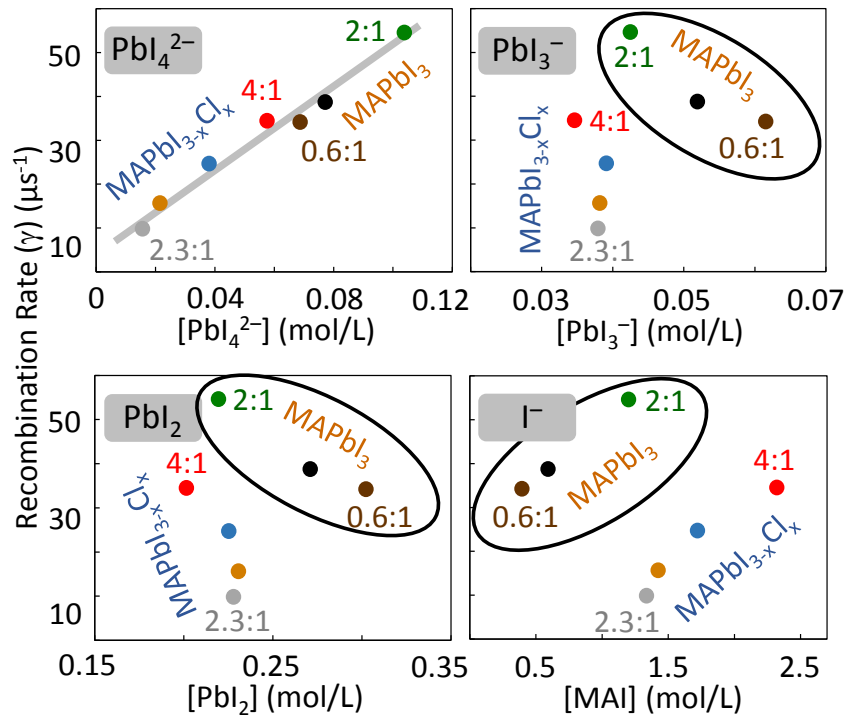 Recombination Rate (γ) (μs⁻¹)
PbI₄²⁻
50
30
10
2:1
4:1
MAPbI₃
MAPbI₃₋ₓClₓ
0.6:1
2.3:1
0 0.04 0.08 0.12
[PbI₄²⁻] (mol/L)
PbI₃⁻
2:1
MAPbI₃
4:1
0.6:1
MAPbI₃₋ₓClₓ
2.3:1
0.03 0.05 0.07
[PbI₃⁻] (mol/L)
PbI₂
50
30
10
2:1
MAPbI₃
4:1
0.6:1
MAPbI₃₋ₓClₓ
2.3:1
0.15 0.25 0.35
[PbI₂] (mol/L)
I⁻
2:1
4:1
MAPbI₃
0.6:1
MAPbI₃₋ₓClₓ
2.3:1
0.5 1.5 2.5
[MAI] (mol/L)